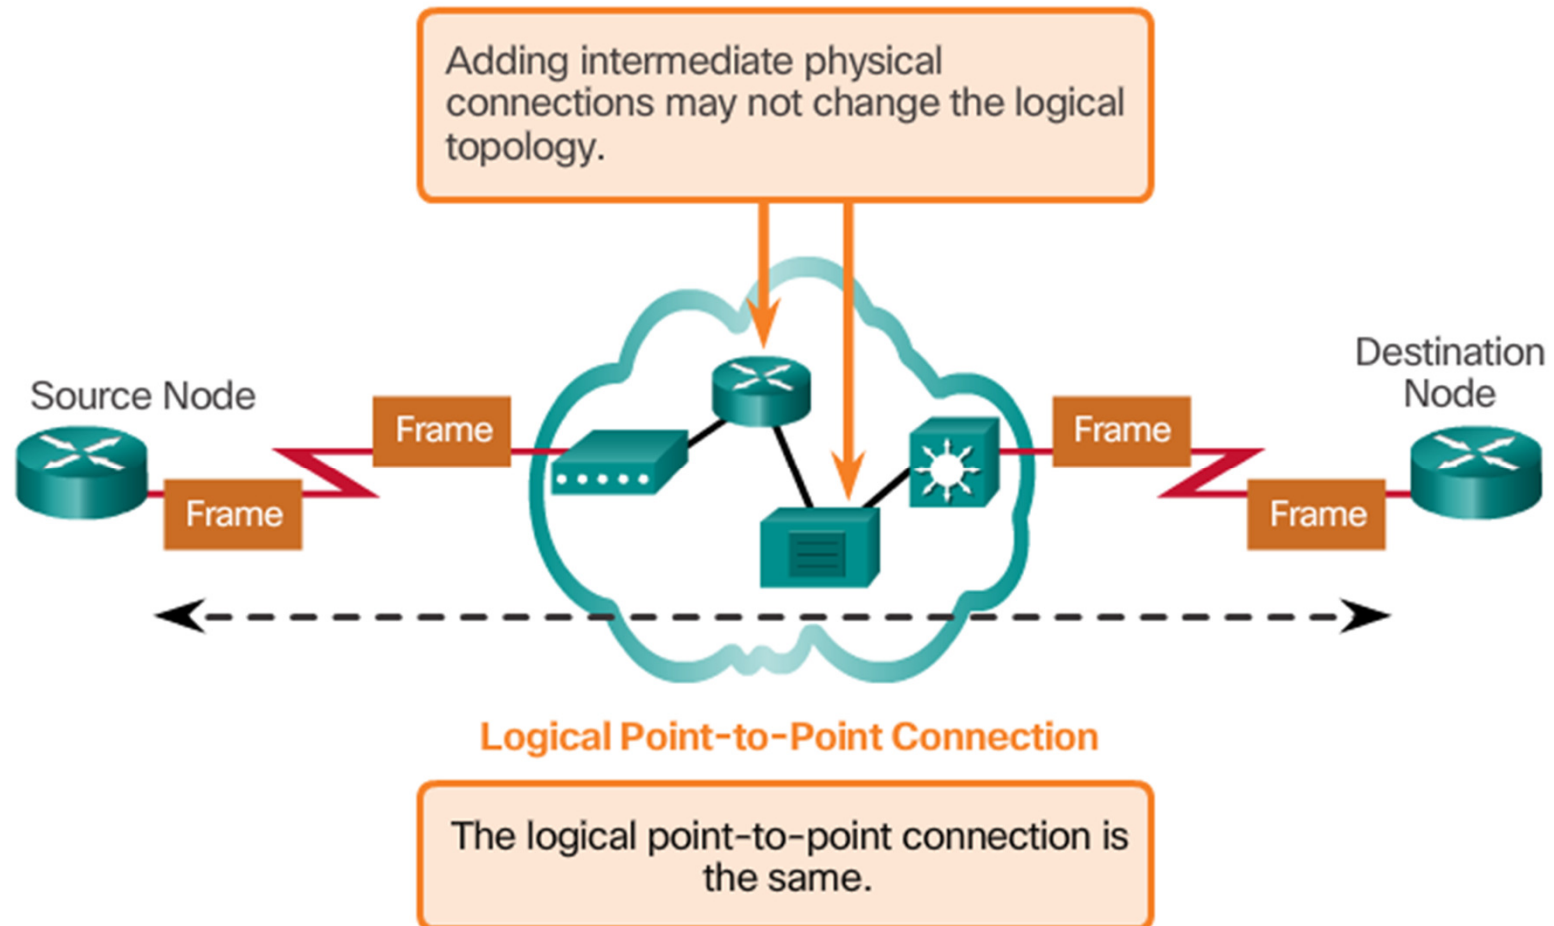 Adding intermediate physical
connections may not change the logical
topology.
Source Node
Frame
Frame
Frame
Frame
Destination
Node
Logical Point-to-Point Connection
The logical point-to-point connection is
the same.